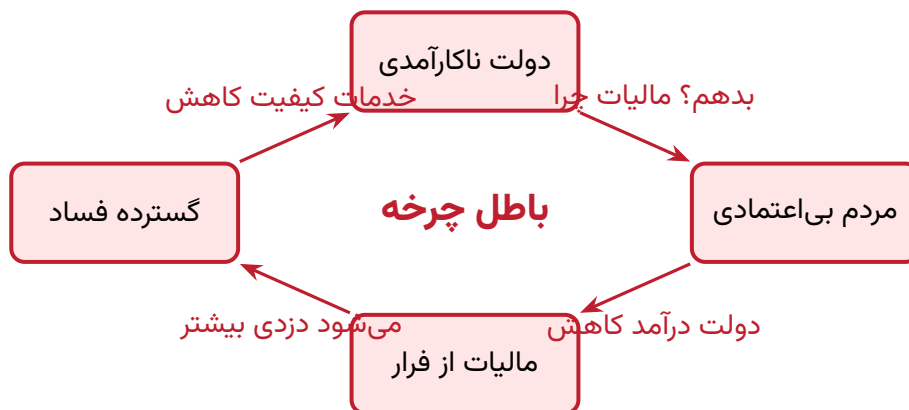 دولت ناکارآمدی
بدهم؟ مالیات چرا
خدمات کیفیت کاهش
مردم بی‌اعتمادی
باطل چرخه
گسترده فساد
دولت درآمد کاهش
می‌شود دزدی بیشتر
مالیات از فرار